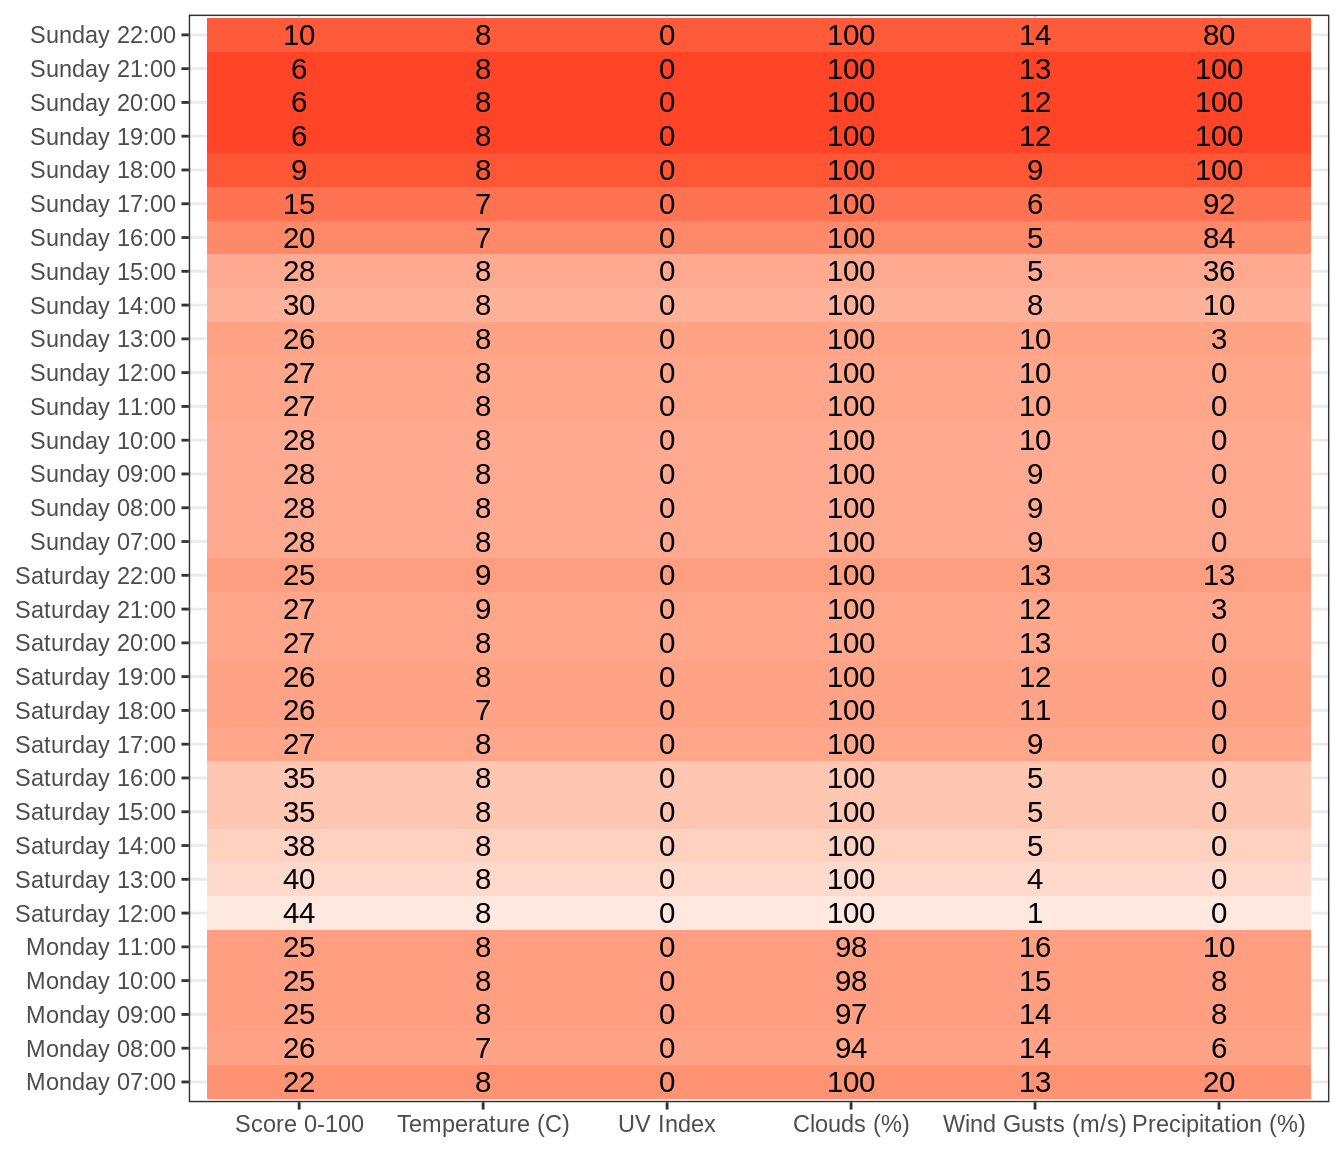 Sunday 22:00 10 8 0 100 14 80
Sunday 21:00 6 8 0 100 13 100
Sunday 20:00 6 8 0 100 12 100
Sunday 19:00 6 8 0 100 12 100
Sunday 18:00 9 8 0 100 9 100
Sunday 17:00 15 7 0 100 6 92
Sunday 16:00 20 7 0 100 5 84
Sunday 15:00 28 8 0 100 5 36
Sunday 14:00 30 8 0 100 8 10
Sunday 13:00 26 8 0 100 10 3
Sunday 12:00 27 8 0 100 10 0
Sunday 11:00 27 8 0 100 10 0
Sunday 10:00 28 8 0 100 10 0
Sunday 09:00 28 8 0 100 9 0
Sunday 08:00 28 8 0 100 9 0
Sunday 07:00 28 8 0 100 9 0
Saturday 22:00 25 9 0 100 13 13
Saturday 21:00 27 9 0 100 12 3
Saturday 20:00 27 8 0 100 13 0
Saturday 19:00 26 8 0 100 12 0
Saturday 18:00 26 7 0 100 11 0
Saturday 17:00 27 8 0 100 9 0
Saturday 16:00 35 8 0 100 5 0
Saturday 15:00 35 8 0 100 5 0
Saturday 14:00 38 8 0 100 5 0
Saturday 13:00 40 8 0 100 4 0
Saturday 12:00 44 8 0 100 1 0
Monday 11:00 25 8 0 98 16 10
Monday 10:00 25 8 0 98 15 8
Monday 09:00 25 8 0 97 14 8
Monday 08:00 26 7 0 94 14 6
Monday 07:00 22 8 0 100 13 20
Score 0-100 Temperature (C) UV Index Clouds (%) Wind Gusts (m/s) Precipitation (%)